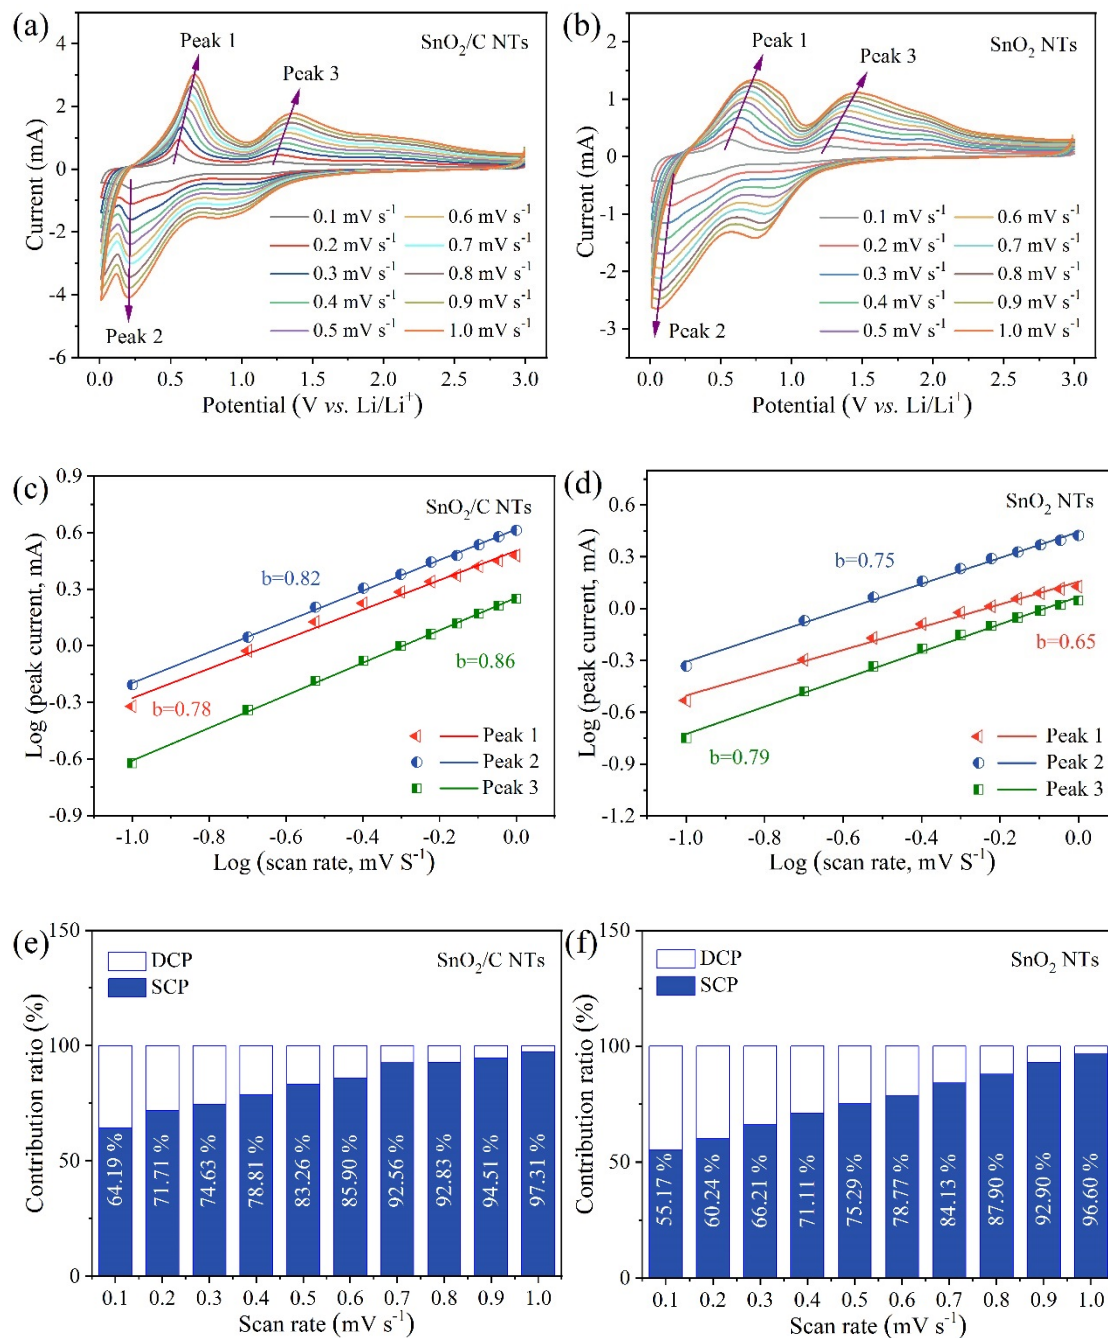 (a)
SnO₂/C NTs
Peak 1
Peak 3
Peak 2
4
2
0
-2
-4
-6
Current (mA)
0.1 mV s⁻¹
0.2 mV s⁻¹
0.3 mV s⁻¹
0.4 mV s⁻¹
0.5 mV s⁻¹
0.6 mV s⁻¹
0.7 mV s⁻¹
0.8 mV s⁻¹
0.9 mV s⁻¹
1.0 mV s⁻¹
0.0 0.5 1.0 1.5 2.0 2.5 3.0
Potential (V vs. Li/Li⁺)
(b)
SnO₂ NTs
Peak 1
Peak 3
Peak 2
2
1
0
-1
-2
-3
Current (mA)
0.1 mV s⁻¹
0.2 mV s⁻¹
0.3 mV s⁻¹
0.4 mV s⁻¹
0.5 mV s⁻¹
0.6 mV s⁻¹
0.7 mV s⁻¹
0.8 mV s⁻¹
0.9 mV s⁻¹
1.0 mV s⁻¹
0.0 0.5 1.0 1.5 2.0 2.5 3.0
Potential (V vs. Li/Li⁺)
(c)
SnO₂/C NTs
0.9
0.6
0.3
0.0
-0.3
-0.6
-0.9
Log (peak current, mA)
b=0.82
b=0.86
b=0.78
Peak 1
Peak 2
Peak 3
-1.0 -0.8 -0.6 -0.4 -0.2 0.0
Log (scan rate, mV S⁻¹)
(d)
SnO₂ NTs
0.6
0.3
0.0
-0.3
-0.6
-0.9
-1.2
Log (peak current, mA)
b=0.75
b=0.65
b=0.79
Peak 1
Peak 2
Peak 3
-1.0 -0.8 -0.6 -0.4 -0.2 0.0
Log (scan rate, mV S⁻¹)
(e)
DCP
SCP
SnO₂/C NTs
150
100
50
0
Contribution ratio (%)
64.19 %
71.71 %
74.63 %
78.81 %
83.26 %
85.90 %
92.56 %
92.83 %
94.51 %
97.31 %
0.1 0.2 0.3 0.4 0.5 0.6 0.7 0.8 0.9 1.0
Scan rate (mV s⁻¹)
(f)
DCP
SCP
SnO₂ NTs
150
100
50
0
Contribution ratio (%)
55.17 %
60.24 %
66.21 %
71.11 %
75.29 %
78.77 %
84.13 %
87.90 %
92.90 %
96.60 %
0.1 0.2 0.3 0.4 0.5 0.6 0.7 0.8 0.9 1.0
Scan rate (mV s⁻¹)